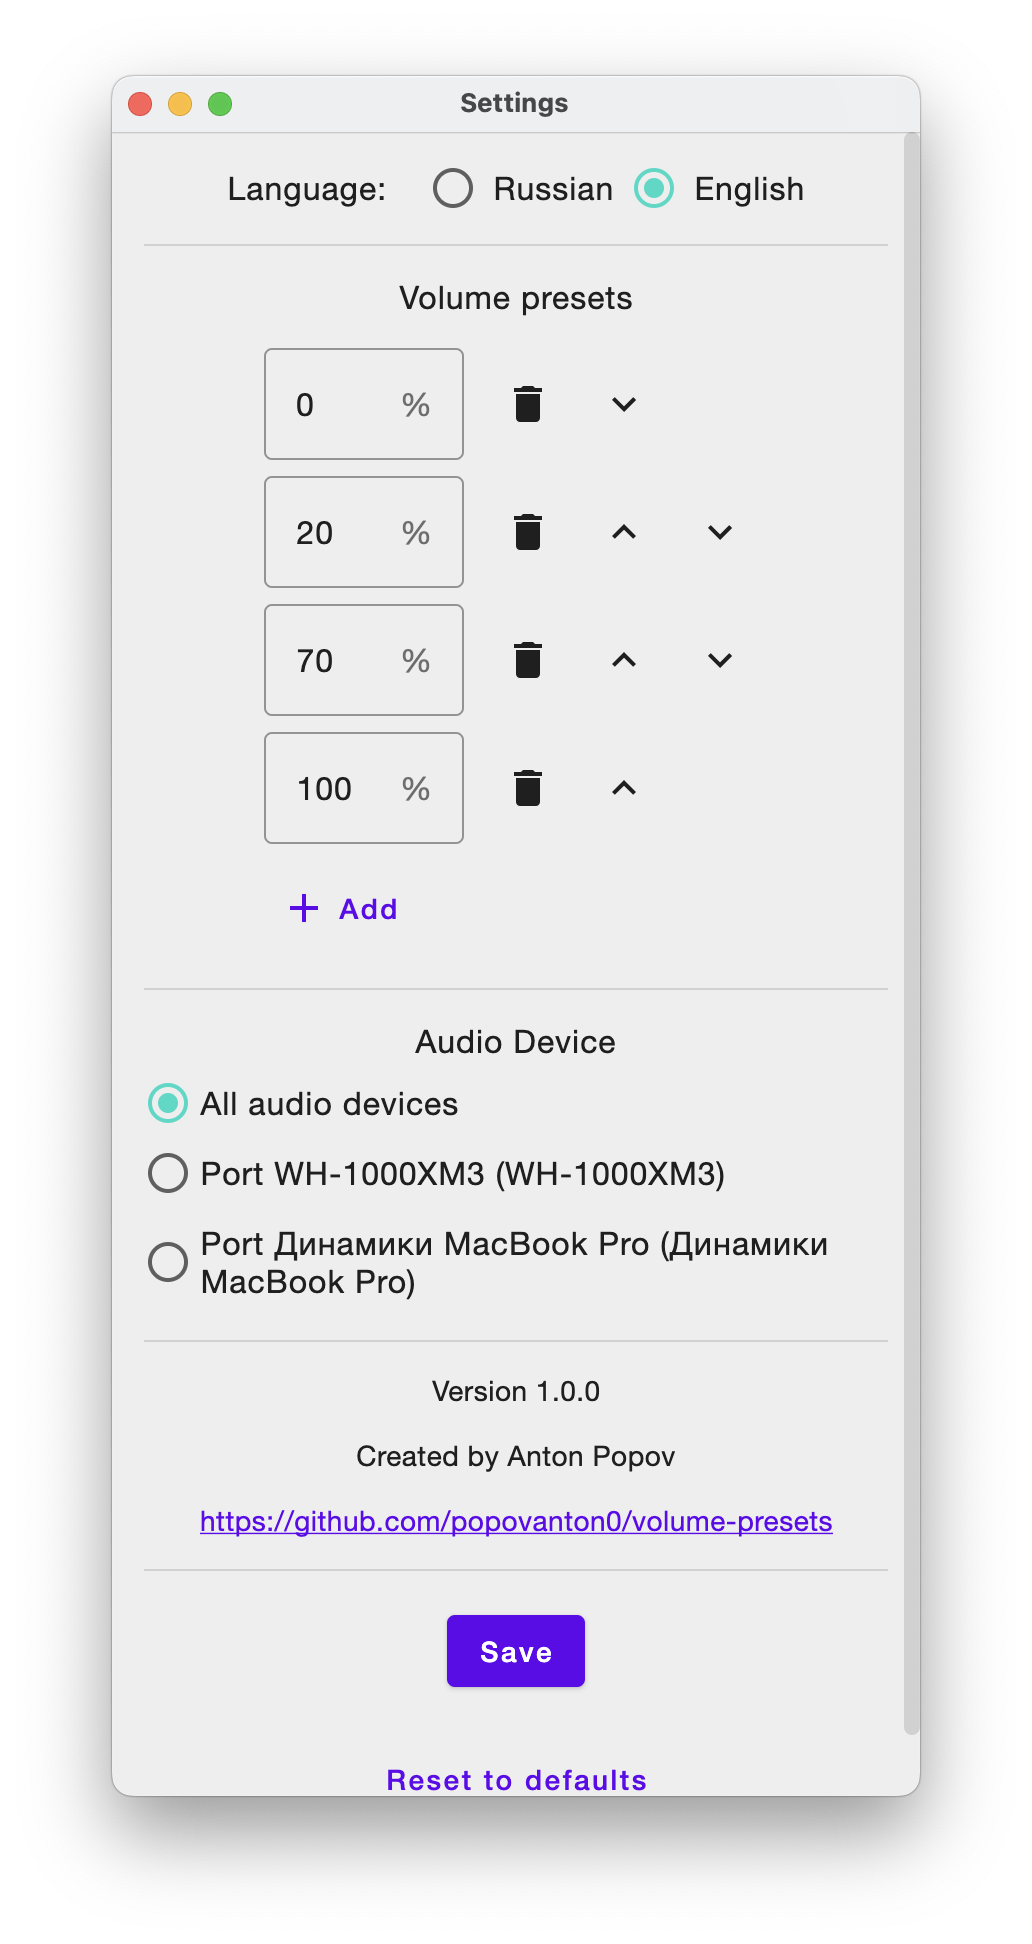 Settings
Language: Russian English
Volume presets
0 %
20 %
70 %
100 %
+ Add
Audio Device
All audio devices
Port WH-1000XM3 (WH-1000XM3)
Port Динамики MacBook Pro (Динамики
MacBook Pro)
Version 1.0.0
Created by Anton Popov
https://github.com/popovanton0/volume-presets
Save
Reset to defaults